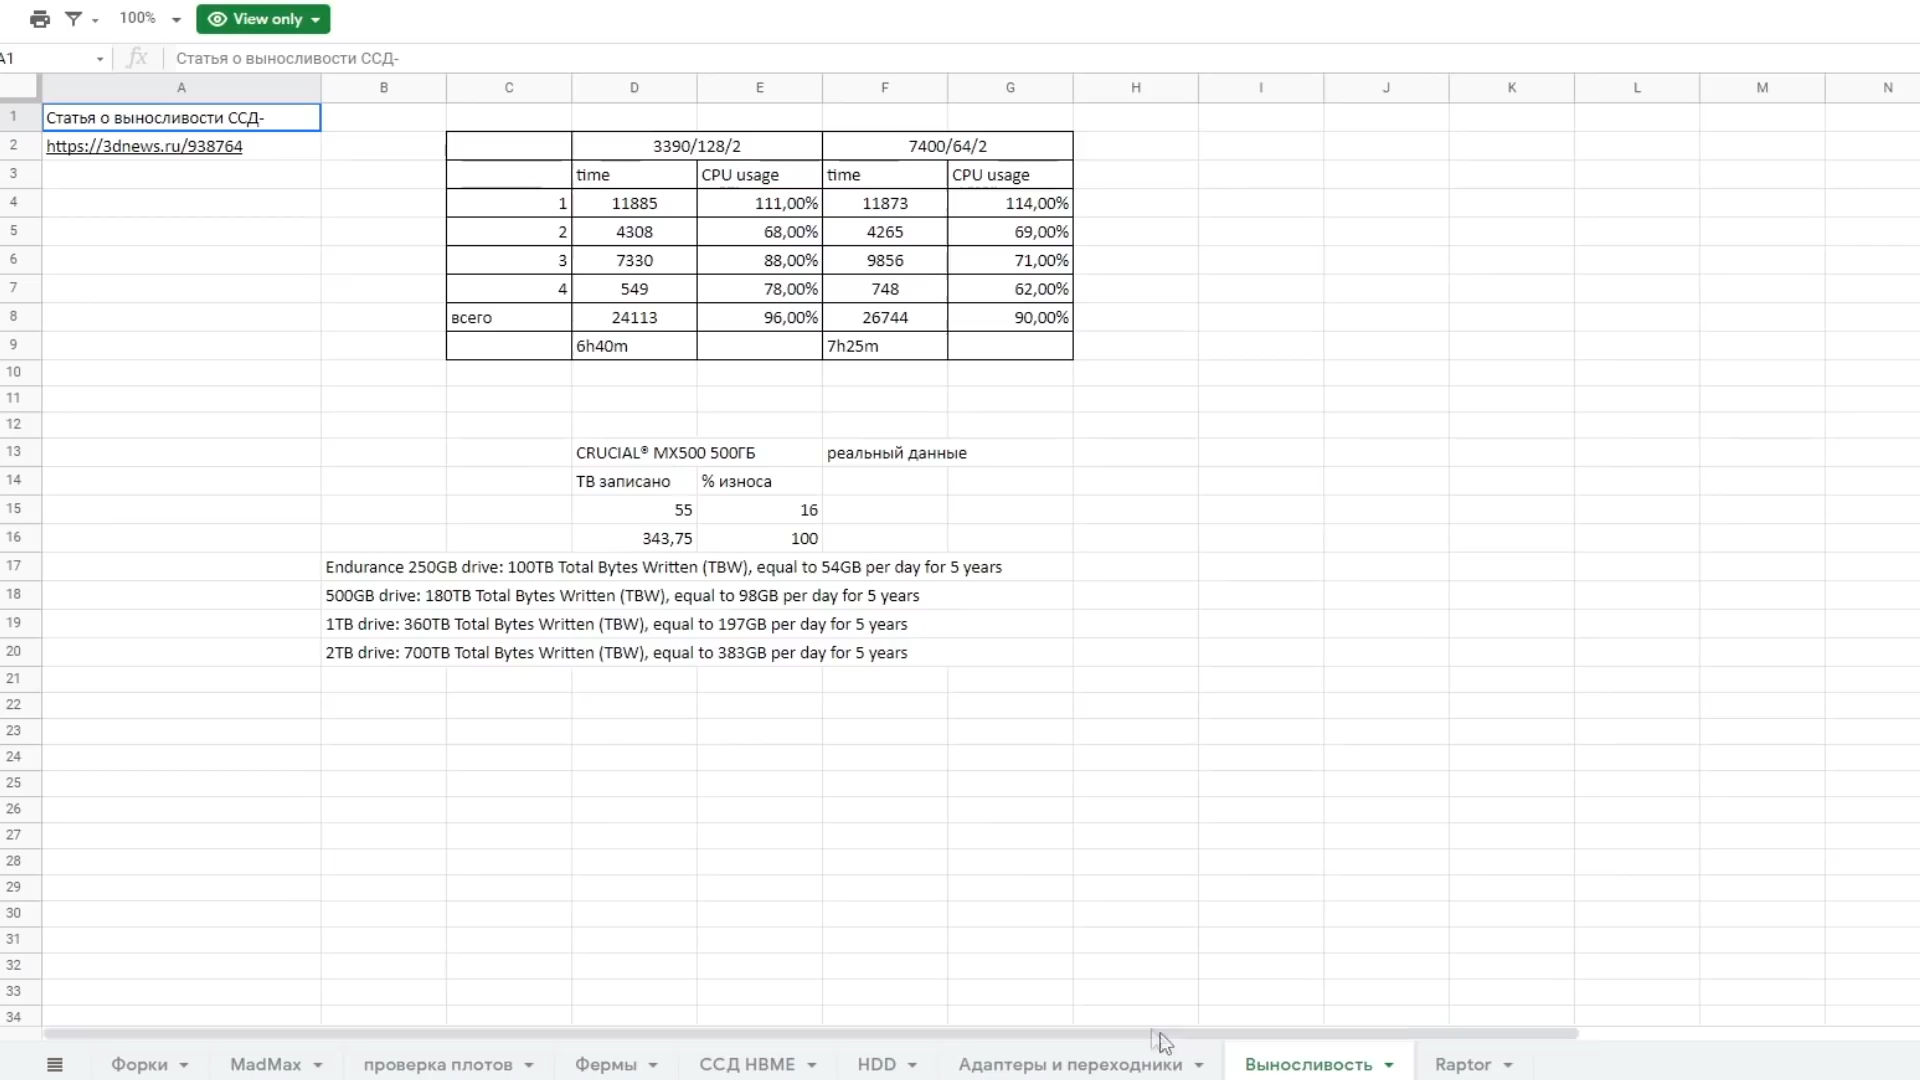 100% View only
A1 fx Статья о выносливости ССД-
A B C D E F G H I J K L M N
1 Статья о выносливости ССД-
2 https://3dnews.ru/938764 3390/128/2 7400/64/2
3 time CPU usage time CPU usage
4 1 11885 111,00% 11873 114,00%
5 2 4308 68,00% 4265 69,00%
6 3 7330 88,00% 9856 71,00%
7 4 549 78,00% 748 62,00%
8 всего 24113 96,00% 26744 90,00%
9 6h40m 7h25m
10
11
12
13 CRUCIAL® MX500 500ГБ реальный данные
14 ТВ записано % износа
15 55 16
16 343,75 100
17 Endurance 250GB drive: 100TB Total Bytes Written (TBW), equal to 54GB per day for 5 years
18 500GB drive: 180TB Total Bytes Written (TBW), equal to 98GB per day for 5 years
19 1TB drive: 360TB Total Bytes Written (TBW), equal to 197GB per day for 5 years
20 2TB drive: 700TB Total Bytes Written (TBW), equal to 383GB per day for 5 years
21
22
23
24
25
26
27
28
29
30
31
32
33
34
Форки MadMax проверка плотов Фермы ССД НВМЕ HDD Адаптеры и переходники Выносливость Raptor